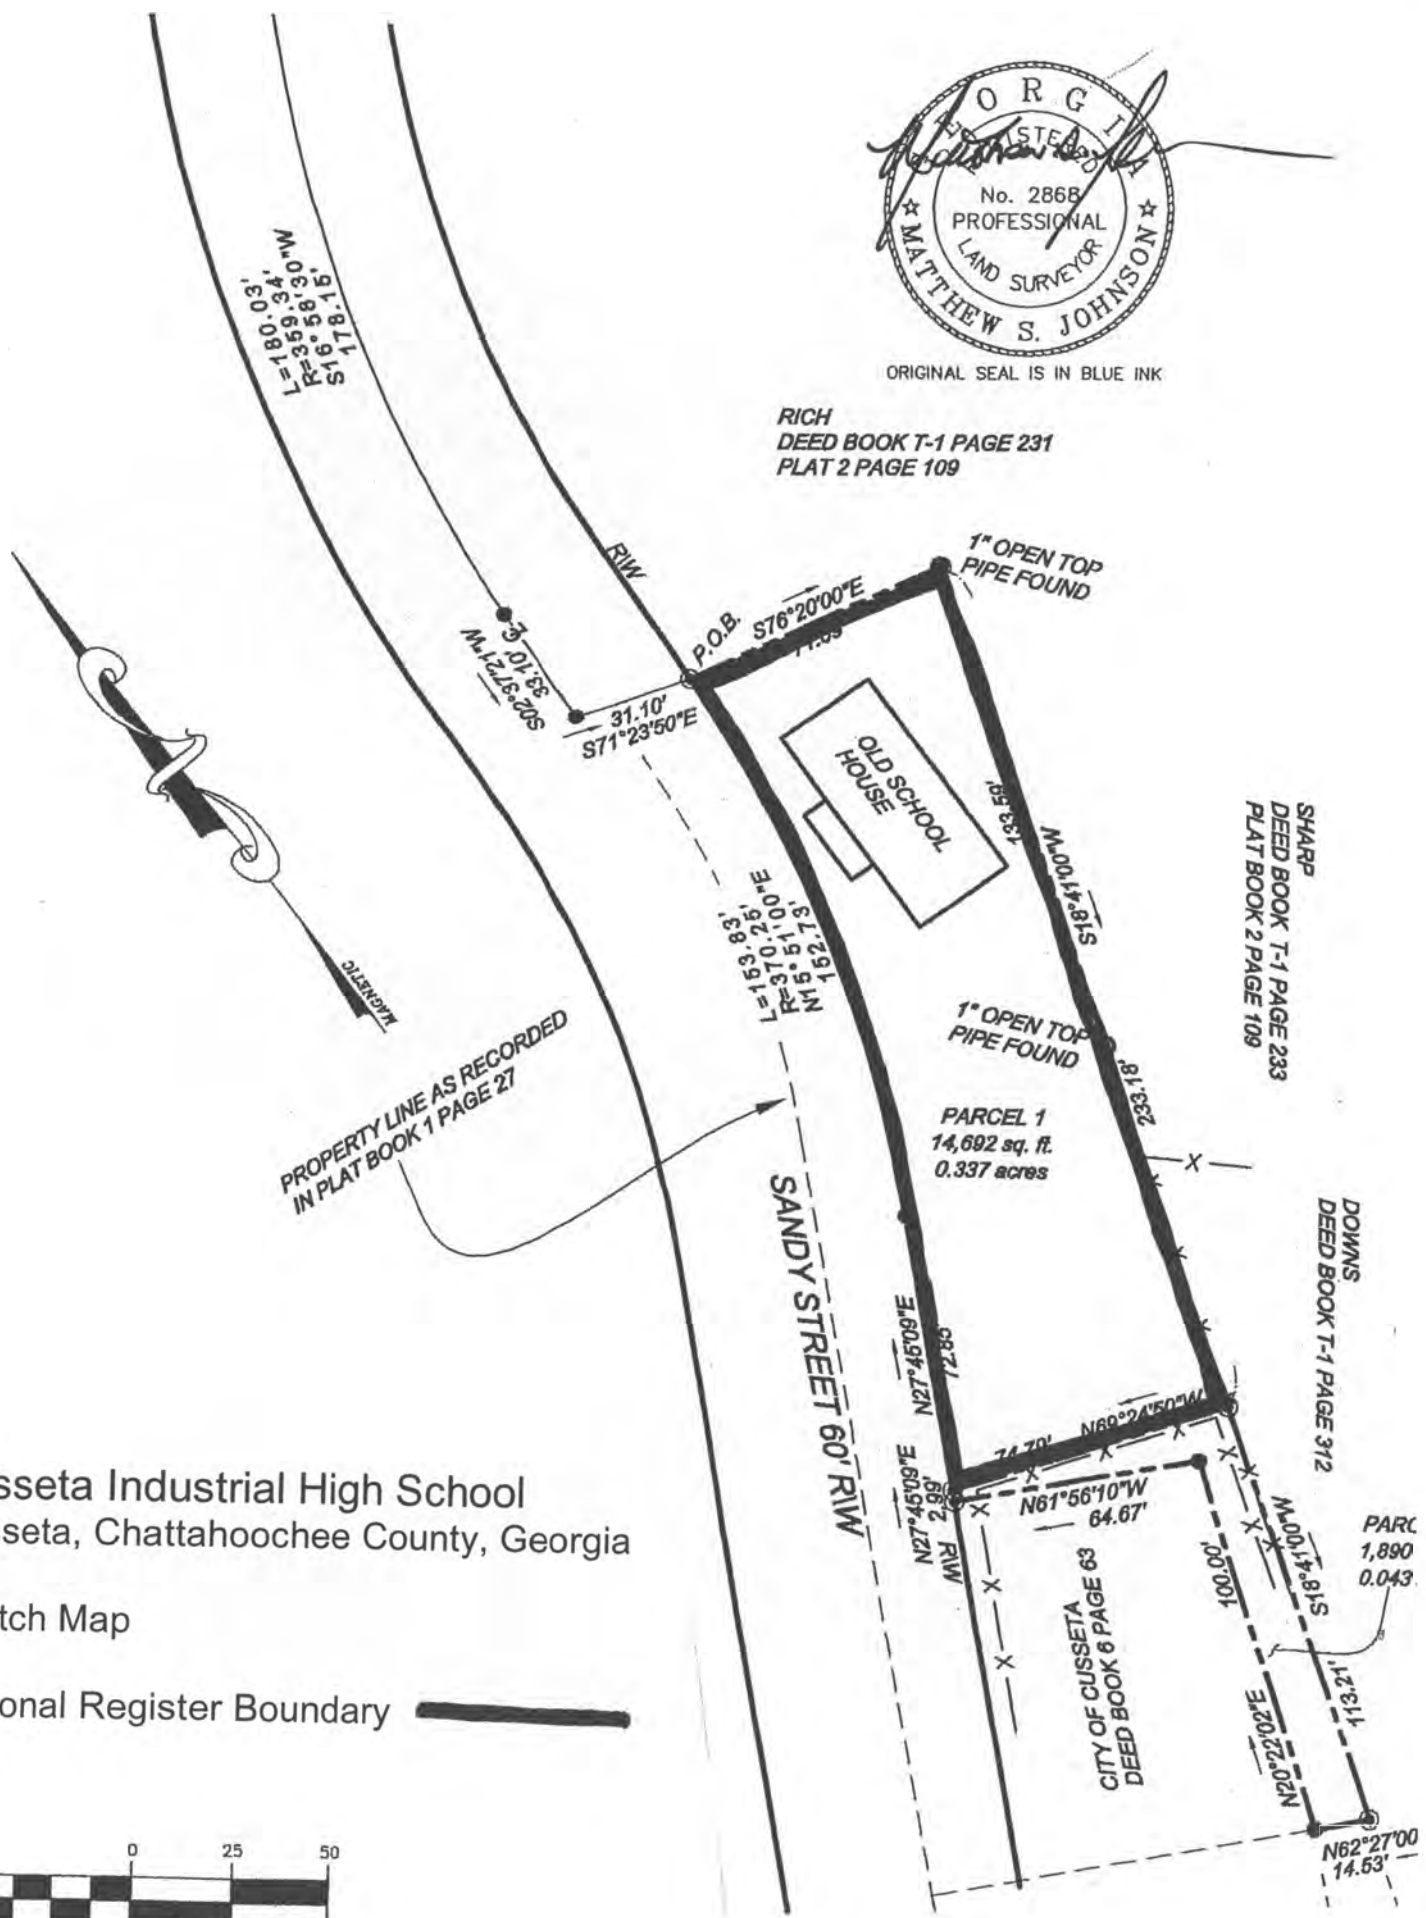 GEORGIA
REGISTERED
No. 2868
PROFESSIONAL
LAND SURVEYOR
☆ MATTHEW S. JOHNSON ☆
ORIGINAL SEAL IS IN BLUE INK
RICH
DEED BOOK T-1 PAGE 231
PLAT 2 PAGE 109
L=180.03'
R=359.34'
S16°58'30"W
178.15'
R/W
1" OPEN TOP
PIPE FOUND
P.O.B.
S76°20'00"E
S02°37'21"W
33.10' ℄
31.10'
S71°23'50"E
OLD SCHOOL
HOUSE
133.59'
S18°41'00"W
SHARP
DEED BOOK T-1 PAGE 233
PLAT BOOK 2 PAGE 109
L=153.83'
R=370.25'
N15°51'00"E
152.73'
MAGNETIC
1" OPEN TOP
PIPE FOUND
PROPERTY LINE AS RECORDED
IN PLAT BOOK 1 PAGE 27
233.18'
PARCEL 1
14,692 sq. ft.
0.337 acres
X
SANDY STREET 60' R/W
DOWNS
DEED BOOK T-1 PAGE 312
N27°45'09"E
72.83'
N69°24'50"W
74.79'
N27°45'09"E
2.99'
R/W
N61°56'10"W
64.67'
sseta Industrial High School
seta, Chattahoochee County, Georgia
tch Map
onal Register Boundary
CITY OF CUSSETA
DEED BOOK 6 PAGE 63
100.00'
N20°22'02"E
S18°41'00"W
113.21'
PARC
1,890
0.043
N62°27'00
14.53'
0 25 50